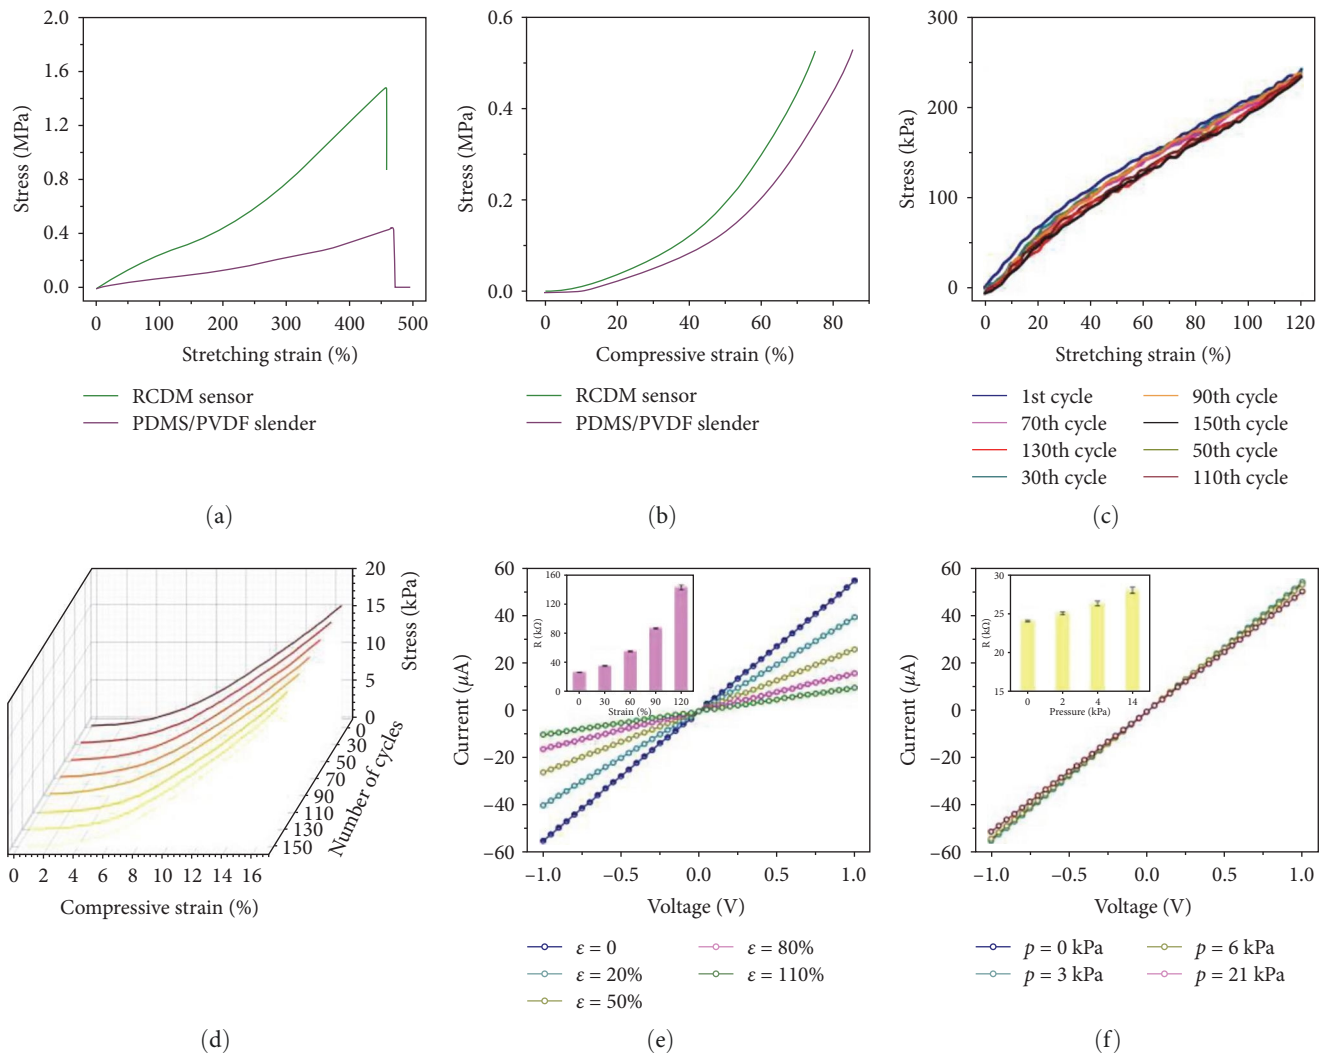 2.0
1.6
1.2
0.8
0.4
0.0
Stress (MPa)
0 100 200 300 400 500
Stretching strain (%)
RCDM sensor
PDMS/PVDF slender
(a)
0.6
0.4
0.2
0.0
Stress (MPa)
0 20 40 60 80
Compressive strain (%)
RCDM sensor
PDMS/PVDF slender
(b)
300
200
100
0
Stress (kPa)
0 20 40 60 80 100 120
Stretching strain (%)
1st cycle 90th cycle
70th cycle 150th cycle
130th cycle 50th cycle
30th cycle 110th cycle
(c)
20
15
10
5
0
Stress (kPa)
0
30
50
70
90
110
130
150
Number of cycles
0 2 4 6 8 10 12 14 16
Compressive strain (%)
(d)
60
40
20
0
−20
−40
−60
Current (μA)
160
120
80
40
0
R (kΩ)
0 30 60 90 120
Strain (%)
−1.0 −0.5 0.0 0.5 1.0
Voltage (V)
ε = 0 ε = 80%
ε = 20% ε = 110%
ε = 50%
(e)
60
40
20
0
−20
−40
−60
Current (μA)
30
25
20
15
R (kΩ)
0 2 4 14
Pressure (kPa)
−1.0 −0.5 0.0 0.5 1.0
Voltage (V)
p = 0 kPa p = 6 kPa
p = 3 kPa p = 21 kPa
(f)